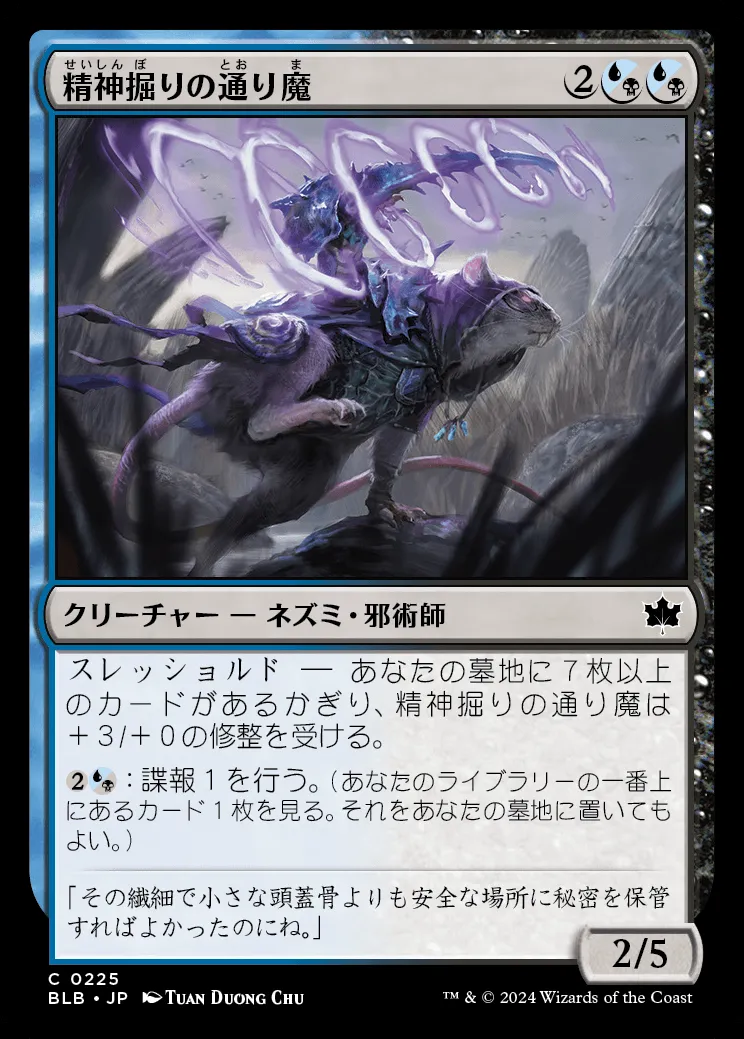 せいしん ぼ とお ま
精神掘りの通り魔 2
クリーチャー — ネズミ・邪術師
スレッショルド — あなたの墓地に７枚以上
のカードがあるかぎり、精神掘りの通り魔は
＋３/＋０の修整を受ける。
2：諜報１を行う。（あなたのライブラリーの一番上
にあるカード１枚を見る。それをあなたの墓地に置いても
よい。）
「その繊細で小さな頭蓋骨よりも安全な場所に秘密を保管
すればよかったのにね。」
2/5
C 0225
BLB • JP Tuan Duong Chu
™ & © 2024 Wizards of the Coast